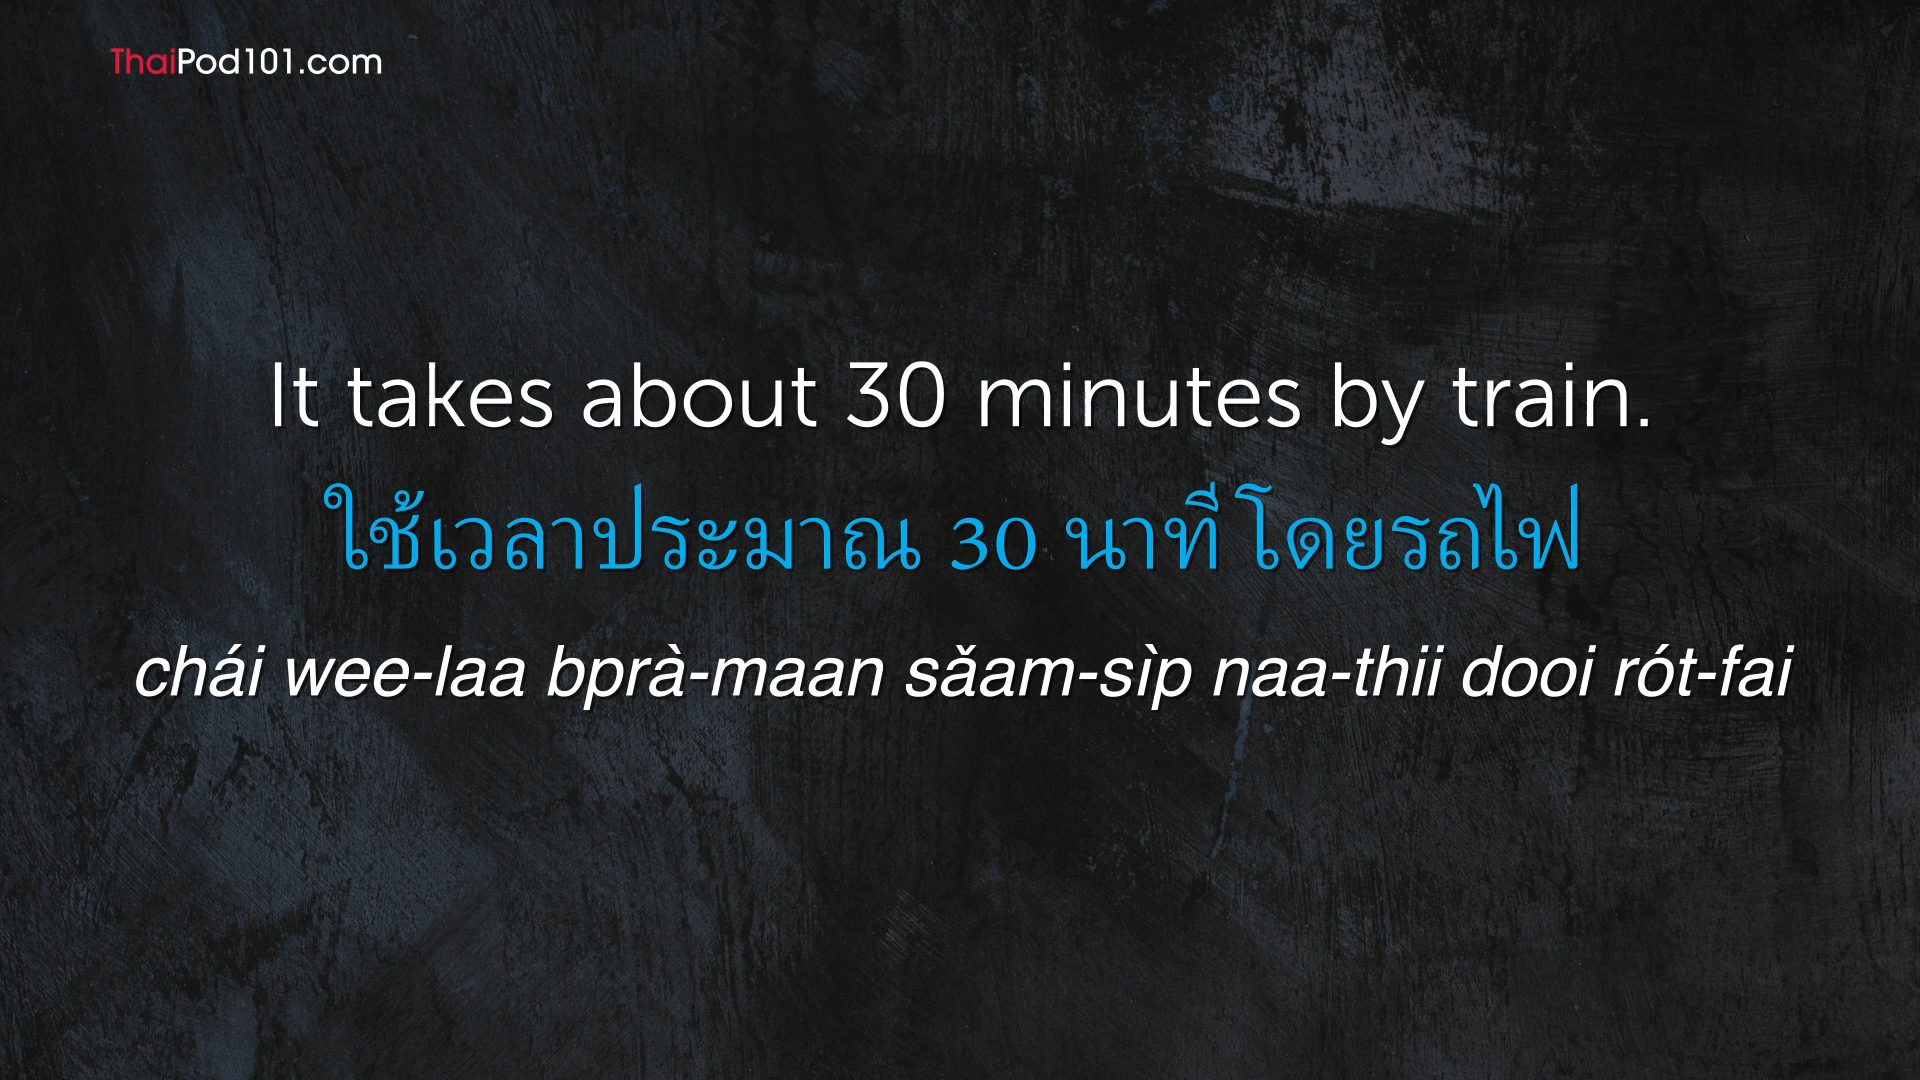 ThaiPod101.com
It takes about 30 minutes by train.
ใช้เวลาประมาณ 30 นาที โดยรถไฟ
chái wee-laa bprà-maan sǎam-sìp naa-thii dooi rót-fai